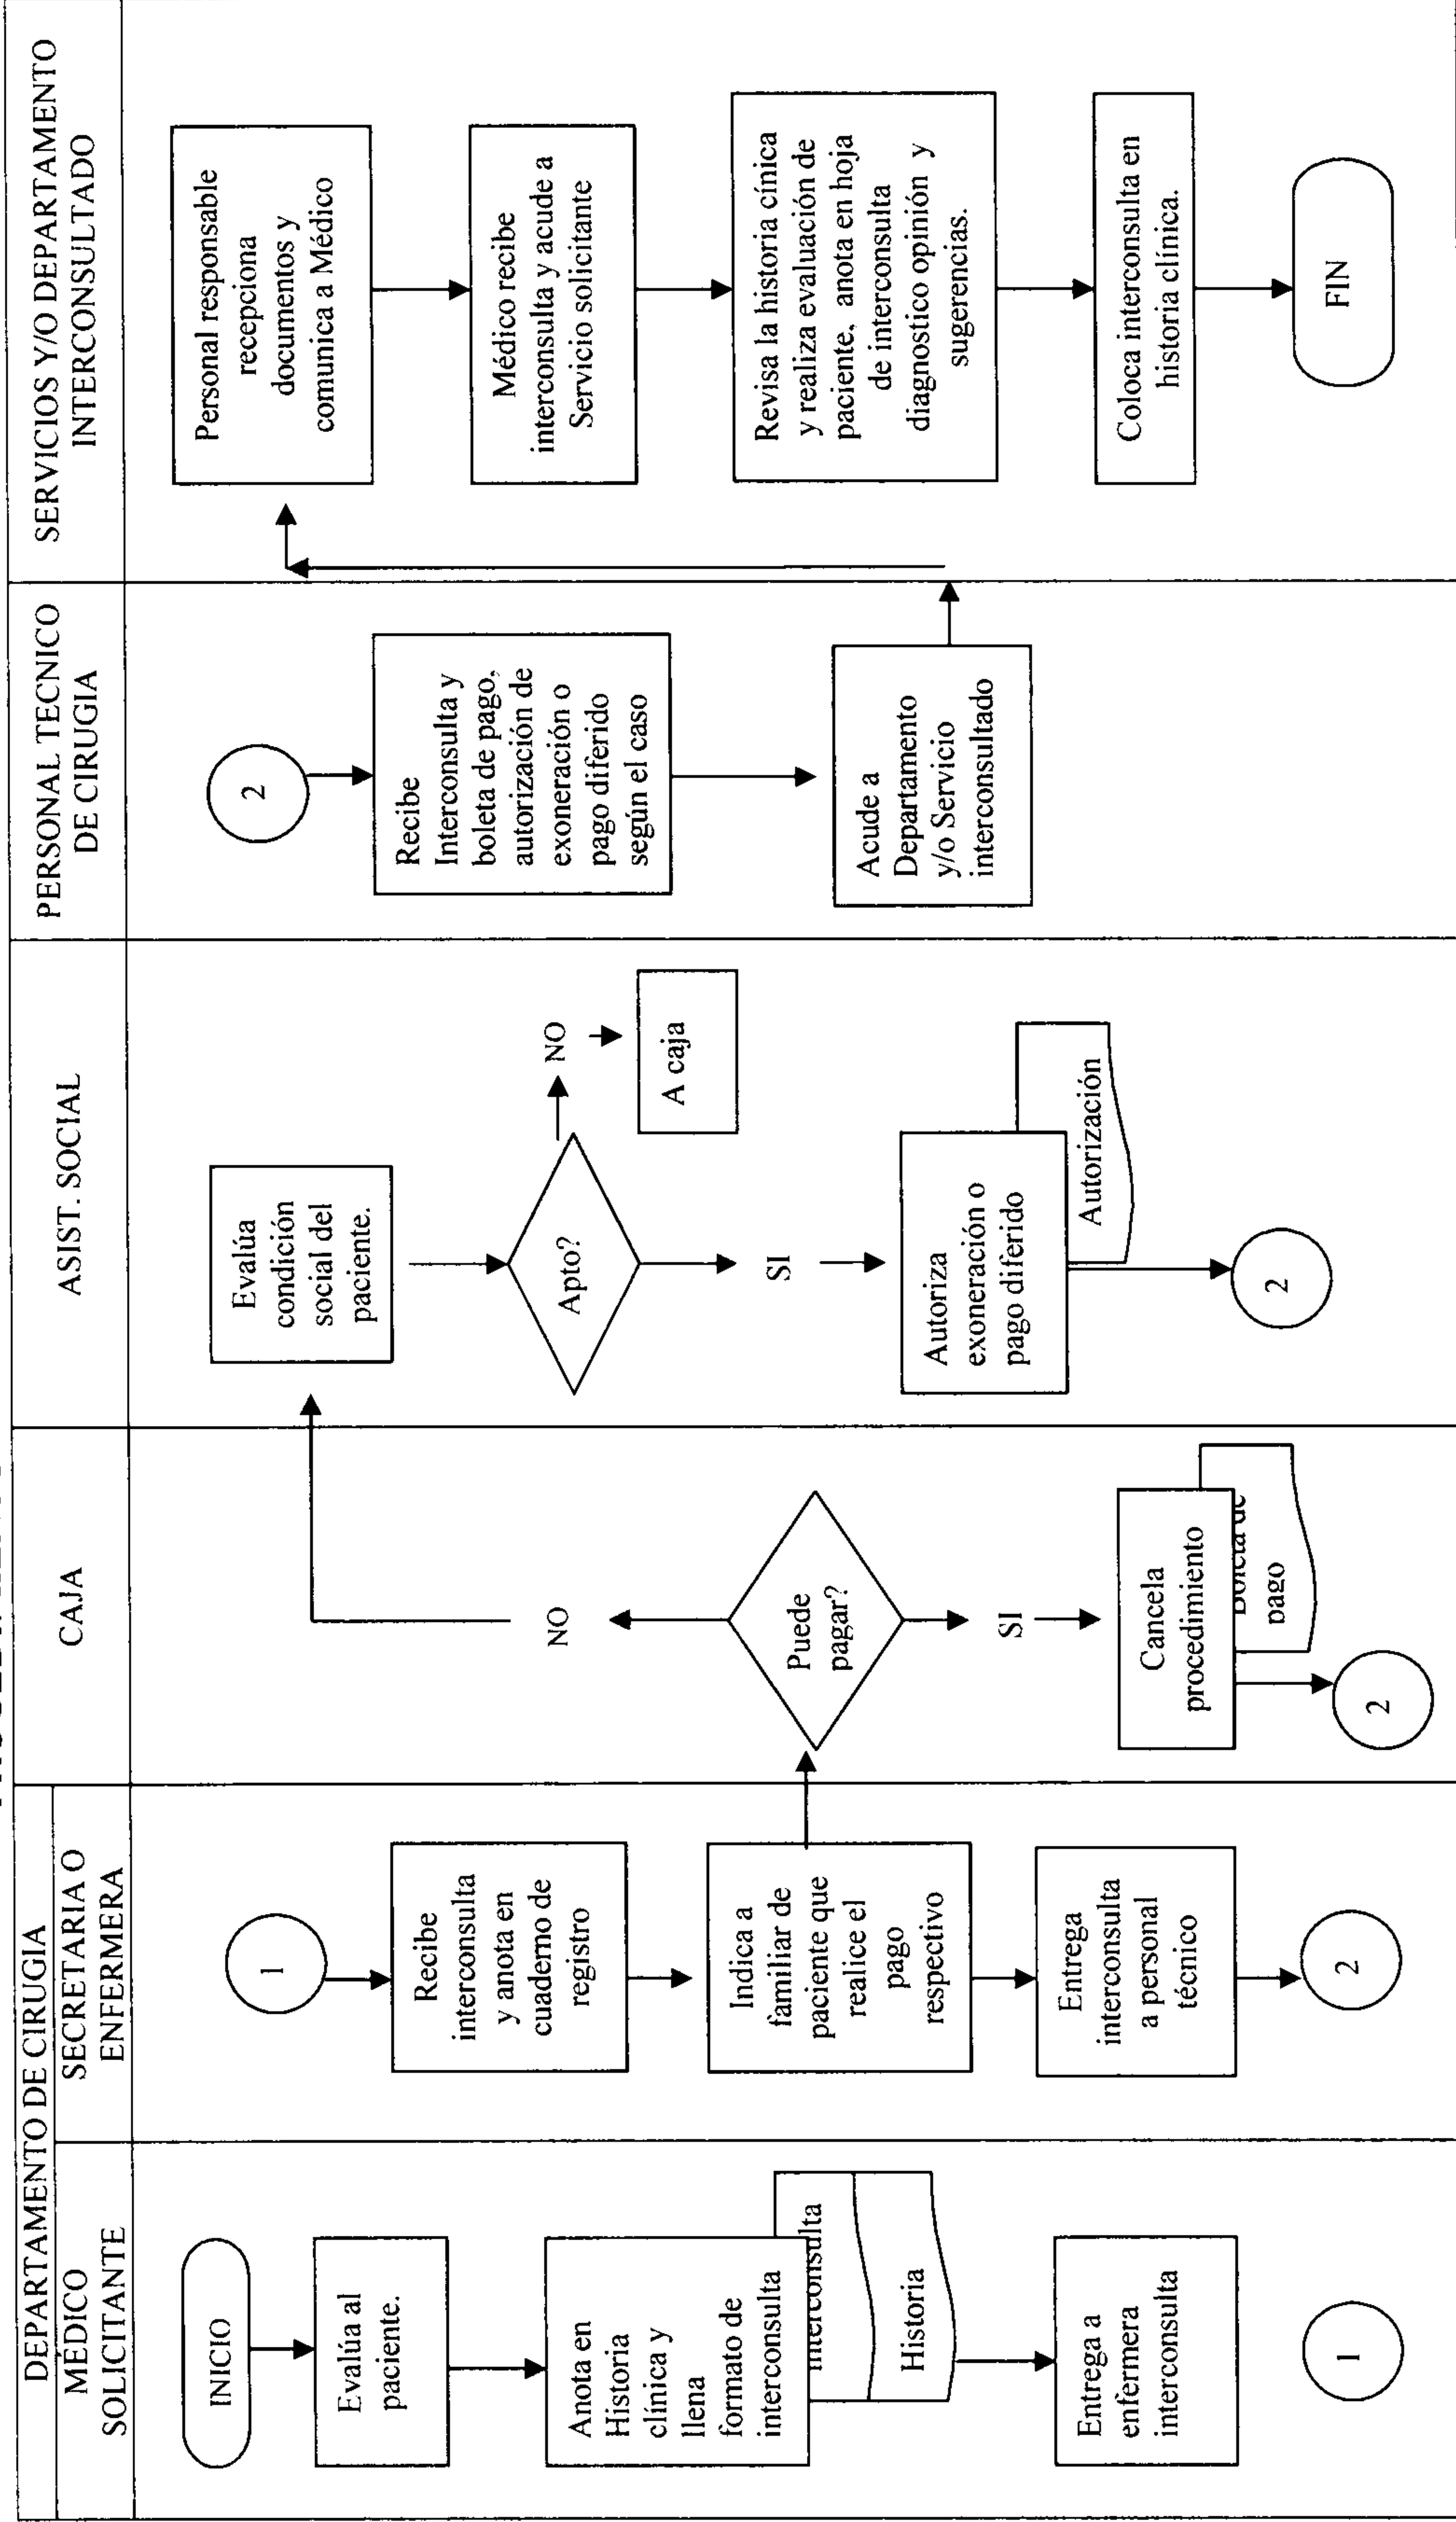 DEPARTAMENTO DE CIRUGIA
MEDICO
SOLICITANTE
SECRETARIA O
ENFERMERA
CAJA
ASIST. SOCIAL
PERSONAL TECNICO
DE CIRUGIA
SERVICIOS Y/O DEPARTAMENTO
INTERCONSULTADO
INICIO
Evalúa al
paciente.
Anota en
Historia
clínica y
llena
formato de
interconsulta
Interconsulta
Historia
Entrega a
enfermera
interconsulta
1
1
Recibe
interconsulta
y anota en
cuaderno de
registro
Indica a
familiar de
paciente que
realice el
pago
respectivo
Entrega
interconsulta
a personal
técnico
2
NO
Puede
pagar?
SI
Cancela
procedimiento
Boleta de
pago
2
Evalúa
condición
social del
paciente.
Apto?
NO
A caja
SI
Autoriza
exoneración o
pago diferido
Autorización
2
2
Recibe
Interconsulta y
boleta de pago,
autorización de
exoneración o
pago diferido
según el caso
Acude a
Departamento
y/o Servicio
interconsultado
Personal responsable
recepciona
documentos y
comunica a Médico
Médico recibe
interconsulta y acude a
Servicio solicitante
Revisa la historia cínica
y realiza evaluación de
paciente, anota en hoja
de interconsulta
diagnostico opinión y
sugerencias.
Coloca interconsulta en
historia clínica.
FIN